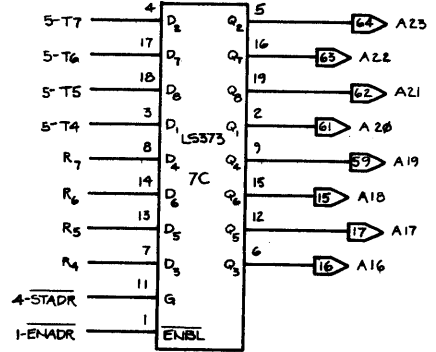 5-T7 4 D2 Q2 5 64 A23
5-T6 17 D7 Q7 16 63 A22
5-T5 18 D8 Q8 19 62 A21
5-T4 3 D1 Q1 2 61 A20
LS373
R7 8 D4 Q4 9 59 A19
7C
R6 14 D6 Q6 15 15 A18
R5 13 D5 Q5 12 17 A17
R4 7 D3 Q3 6 16 A16
4-STADR 11 G
1-ENADR 1 ENBL